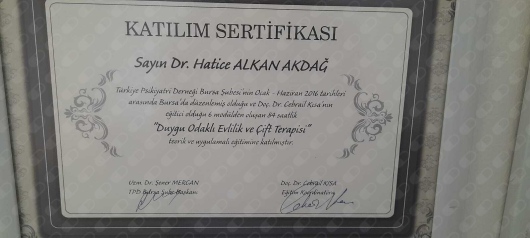 KATILIM SERTİFİKASI
Sayın Dr. Hatice ALKAN AKDAĞ
Türkiye Psikiyatri Derneği Bursa Şubesi'nin Ocak - Haziran 2016 tarihleri
arasında Bursa'da düzenlemiş olduğu ve Doç. Dr. Cebrail Kısa'nın
eğitici olduğu 6 modülden oluşan 84 saatlik
"Duygu Odaklı Evlilik ve Çift Terapisi"
teorik ve uygulamalı eğitimine katılmıştır.
Uzm. Dr. Sener MERCAN Doç. Dr. Cebrail KISA
TPD Bursa Şube Başkanı Eğitim Koordinatörü